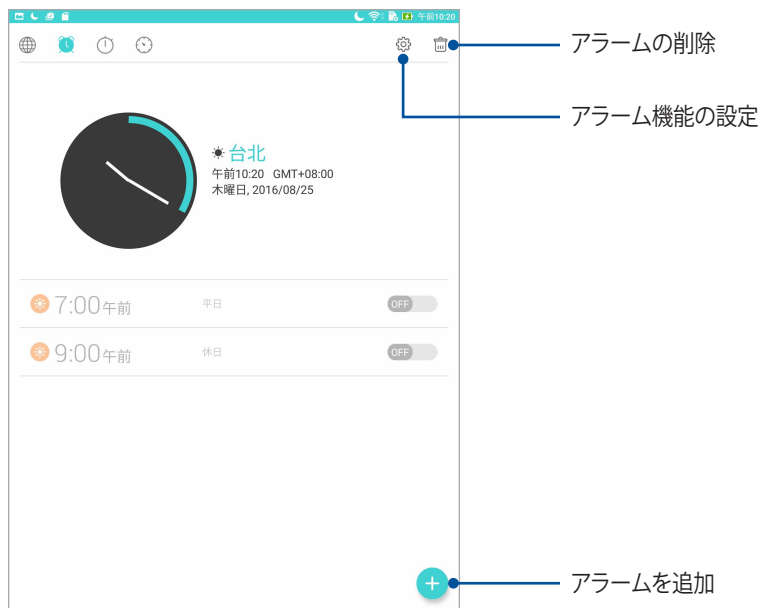 午前10:20
アラームの削除
アラーム機能の設定
台北
午前10:20 GMT+08:00
木曜日, 2016/08/25
7:00午前 平日 OFF
9:00午前 休日 OFF
アラームを追加